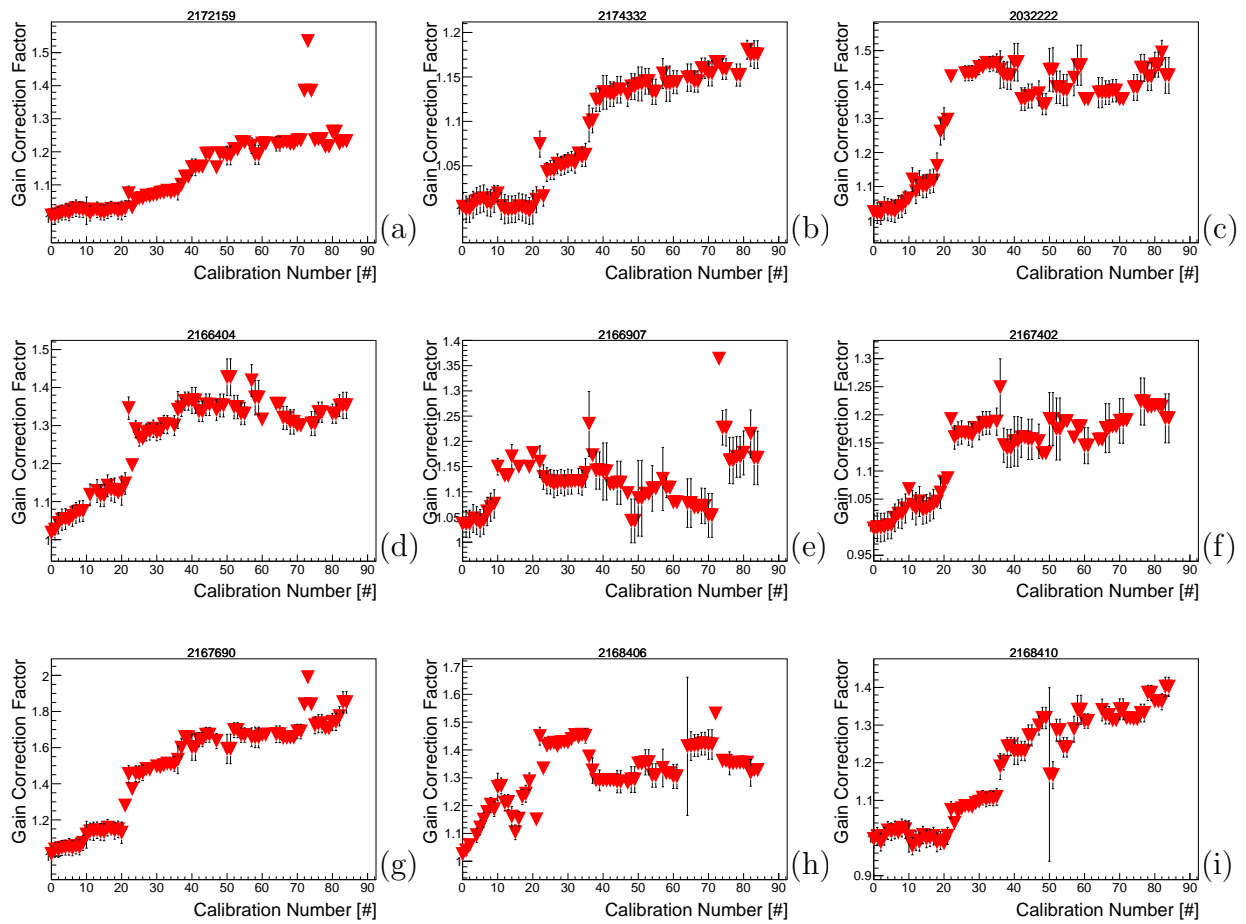 2172159
Gain Correction Factor
1.5
1.4
1.3
1.2
1.1
1
0 10 20 30 40 50 60 70 80 90
Calibration Number [#]
(a)
2174332
Gain Correction Factor
1.2
1.15
1.1
1.05
1
0 10 20 30 40 50 60 70 80 90
Calibration Number [#]
(b)
2032222
Gain Correction Factor
1.5
1.4
1.3
1.2
1.1
1
0 10 20 30 40 50 60 70 80 90
Calibration Number [#]
(c)
2166404
Gain Correction Factor
1.5
1.4
1.3
1.2
1.1
1
0 10 20 30 40 50 60 70 80 90
Calibration Number [#]
(d)
2166907
Gain Correction Factor
1.4
1.35
1.3
1.25
1.2
1.15
1.1
1.05
1
0 10 20 30 40 50 60 70 80 90
Calibration Number [#]
(e)
2167402
Gain Correction Factor
1.3
1.25
1.2
1.15
1.1
1.05
1
0.95
0 10 20 30 40 50 60 70 80 90
Calibration Number [#]
(f)
2167690
Gain Correction Factor
2
1.8
1.6
1.4
1.2
1
0 10 20 30 40 50 60 70 80 90
Calibration Number [#]
(g)
2168406
Gain Correction Factor
1.7
1.6
1.5
1.4
1.3
1.2
1.1
1
0 10 20 30 40 50 60 70 80 90
Calibration Number [#]
(h)
2168410
Gain Correction Factor
1.4
1.3
1.2
1.1
1
0.9
0 10 20 30 40 50 60 70 80 90
Calibration Number [#]
(i)